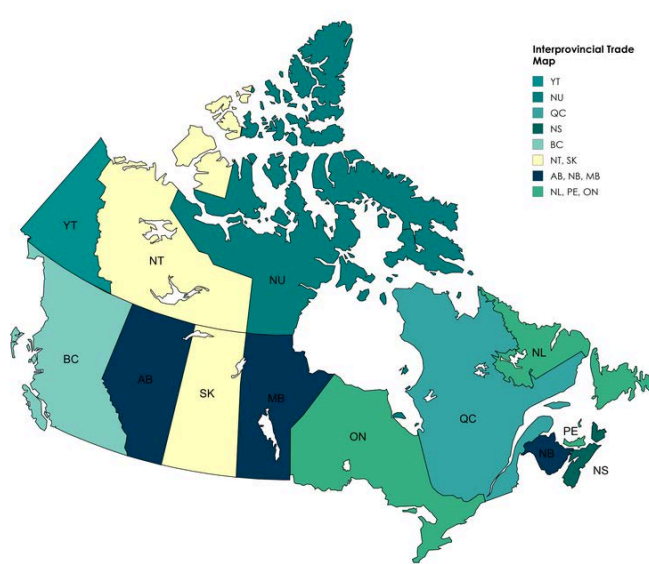 Interprovincial Trade
Map
YT
NU
QC
NS
BC
NT, SK
AB, NB, MB
NL, PE, ON
YT
NT
NU
BC
AB
SK
MB
ON
QC
NL
PE
NB
NS